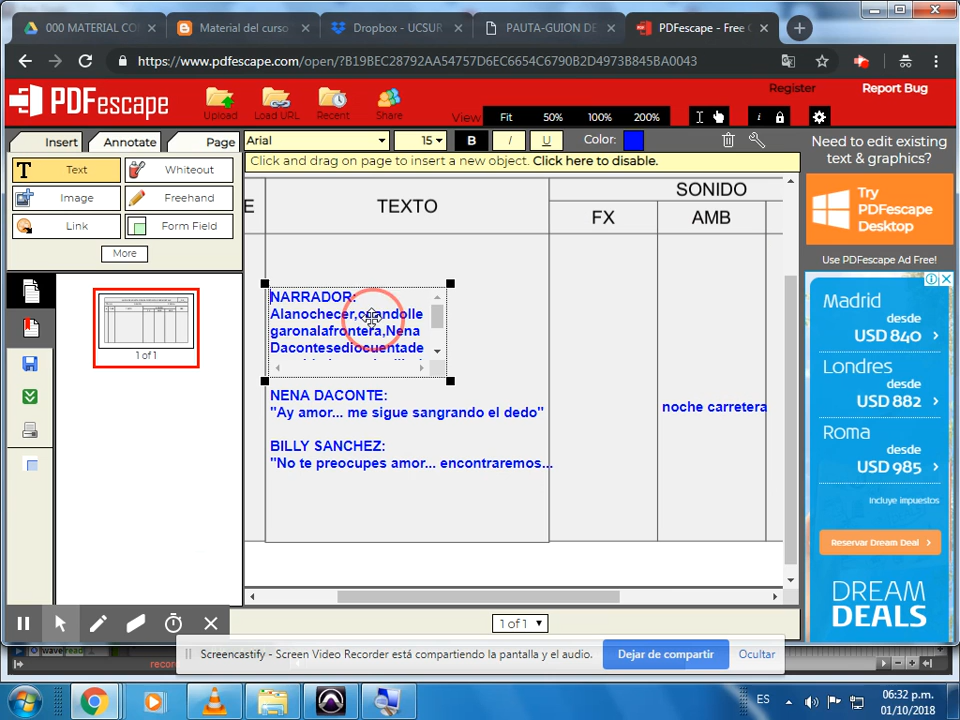 000 MATERIAL CO
Material del curso
Dropbox - UCSUR
PAUTA-GUION DE
PDFescape - Free O
https://www.pdfescape.com/open/?B19BEC28792AA54757D6EC6654C6790B2D4973B845BA0043
PDFescape
Upload
Load URL
Recent
Share
Register
Report Bug
View
Fit
50%
100%
200%
Insert
Annotate
Page
Arial
15
B
I
U
Color:
Need to edit existing
text & graphics?
Click and drag on page to insert a new object. Click here to disable.
Text
Whiteout
Image
Freehand
Link
Form Field
More
Try
PDFescape
Desktop
Use PDFescape Ad Free!
1 of 1
E
TEXTO
SONIDO
FX
AMB
NARRADOR:
Alanochecer,cuandolle
garonalafrontera,Nena
Dacontesediocuentade
NENA DACONTE:
"Ay amor... me sigue sangrando el dedo"
BILLY SANCHEZ:
"No te preocupes amor... encontraremos...
noche carretera
Madrid
desde
USD 840
Londres
desde
USD 882
Roma
desde
USD 985
Incluye impuestos
Reservar Dream Deal
DREAM
DEALS
1 of 1
Screencastify - Screen Video Recorder está compartiendo la pantalla y el audio.
Dejar de compartir
Ocultar
wave
read
recor
ES
06:32 p.m.
01/10/2018